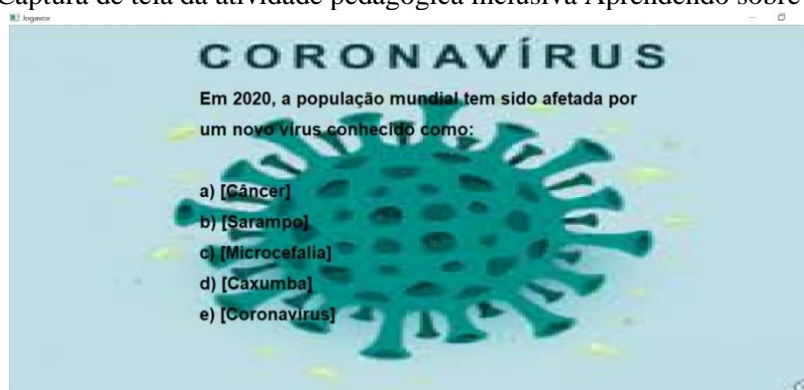 Captura de tela da atividade pedagógica inclusiva Aprendendo sobre
Jogavox
CORONAVÍRUS
Em 2020, a população mundial tem sido afetada por
um novo vírus conhecido como:
a) [Câncer]
b) [Sarampo]
c) [Microcefalia]
d) [Caxumba]
e) [Coronavírus]